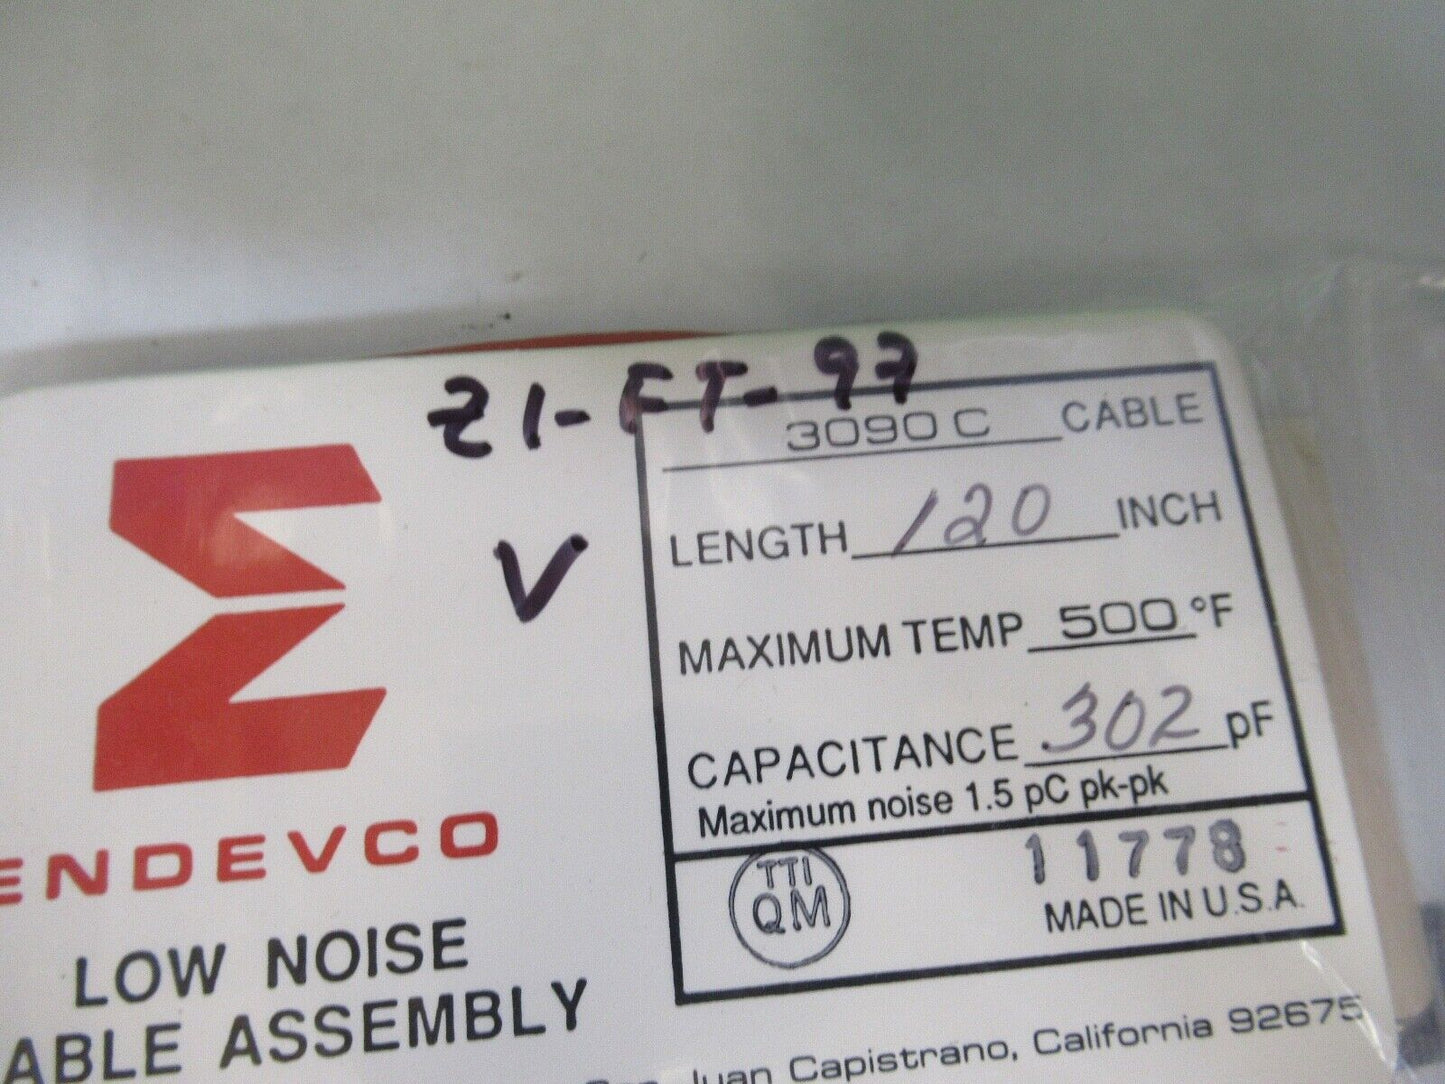 21-FT-97
V
3090 C CABLE
LENGTH 120 INCH
MAXIMUM TEMP 500 °F
CAPACITANCE .302 pF
Maximum noise 1.5 pC pk-pk
TTI
QM
11778
MADE IN U.S.A.
ENDEVCO
LOW NOISE
ABLE ASSEMBLY
Juan Capistrano, California 92675